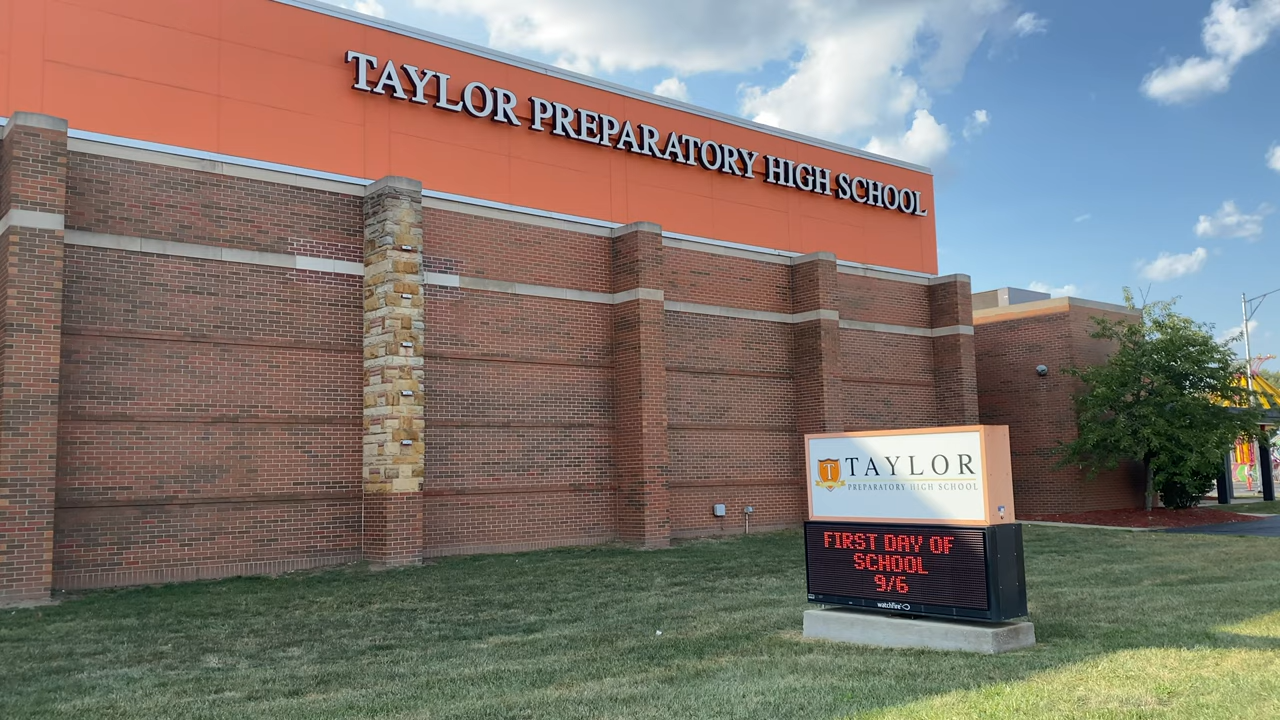 TAYLOR PREPARATORY HIGH SCHOOL
T
TAYLOR
PREPARATORY HIGH SCHOOL
FIRST DAY OF
SCHOOL
9/6
watchfire